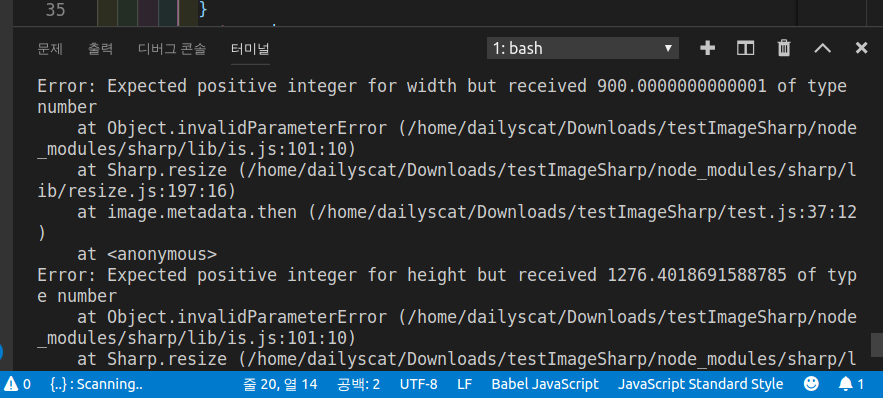 35
}
문제 출력 디버그 콘솔 터미널 1: bash
Error: Expected positive integer for width but received 900.0000000000001 of type
number
at Object.invalidParameterError (/home/dailyscat/Downloads/testImageSharp/node
_modules/sharp/lib/is.js:101:10)
at Sharp.resize (/home/dailyscat/Downloads/testImageSharp/node_modules/sharp/l
ib/resize.js:197:16)
at image.metadata.then (/home/dailyscat/Downloads/testImageSharp/test.js:37:12
)
at <anonymous>
Error: Expected positive integer for height but received 1276.4018691588785 of typ
e number
at Object.invalidParameterError (/home/dailyscat/Downloads/testImageSharp/node
_modules/sharp/lib/is.js:101:10)
at Sharp.resize (/home/dailyscat/Downloads/testImageSharp/node_modules/sharp/l
0 {..} : Scanning.. 줄 20, 열 14 공백: 2 UTF-8 LF Babel JavaScript JavaScript Standard Style 1